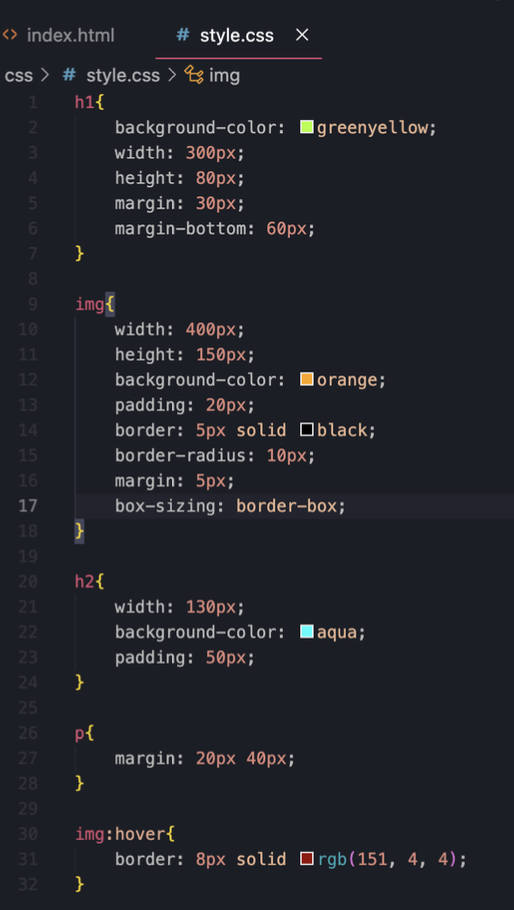 <> index.html # style.css ×
css > # style.css > img
1 h1{
2 background-color: greenyellow;
3 width: 300px;
4 height: 80px;
5 margin: 30px;
6 margin-bottom: 60px;
7 }
8
9 img{
10 width: 400px;
11 height: 150px;
12 background-color: orange;
13 padding: 20px;
14 border: 5px solid black;
15 border-radius: 10px;
16 margin: 5px;
17 box-sizing: border-box;
18 }
19
20 h2{
21 width: 130px;
22 background-color: aqua;
23 padding: 50px;
24 }
25
26 p{
27 margin: 20px 40px;
28 }
29
30 img:hover{
31 border: 8px solid rgb(151, 4, 4);
32 }